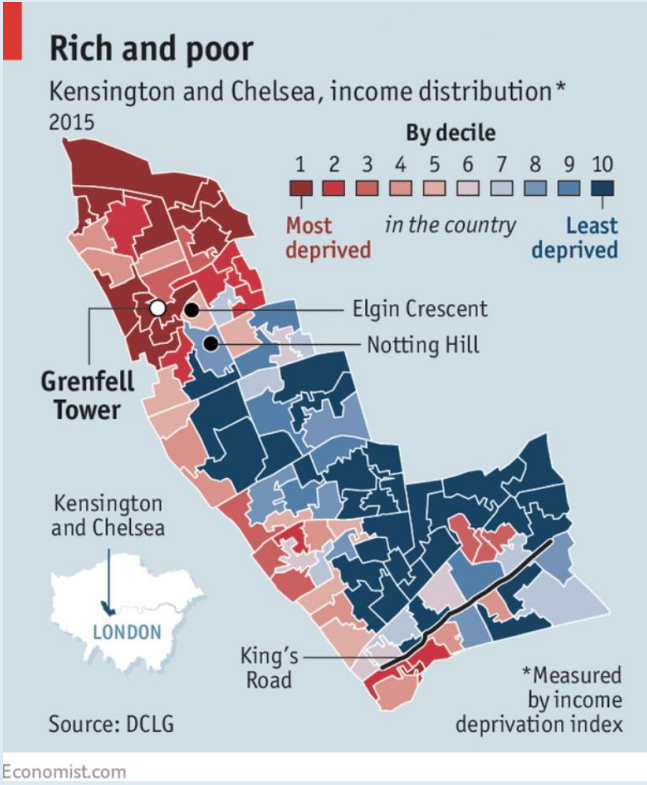 Rich and poor
Kensington and Chelsea, income distribution*
2015
By decile
1 2 3 4 5 6 7 8 9 10
Most deprived
in the country
Least deprived
Elgin Crescent
Notting Hill
Grenfell
Tower
Kensington
and Chelsea
LONDON
King's
Road
*Measured
by income
deprivation index
Source: DCLG
Economist.com